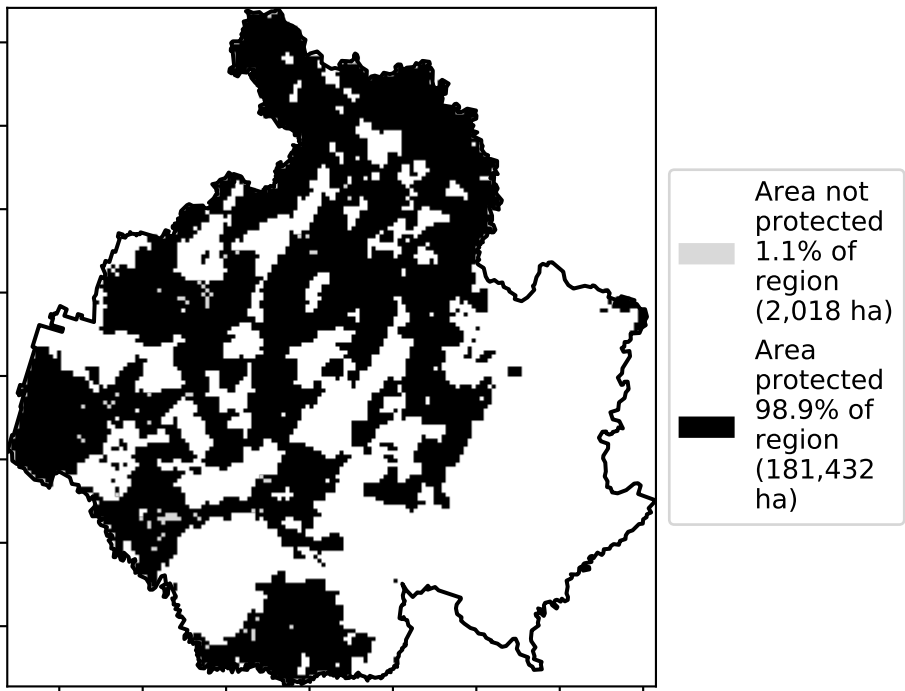 Area not
protected
1.1% of
region
(2,018 ha)
Area
protected
98.9% of
region
(181,432
ha)